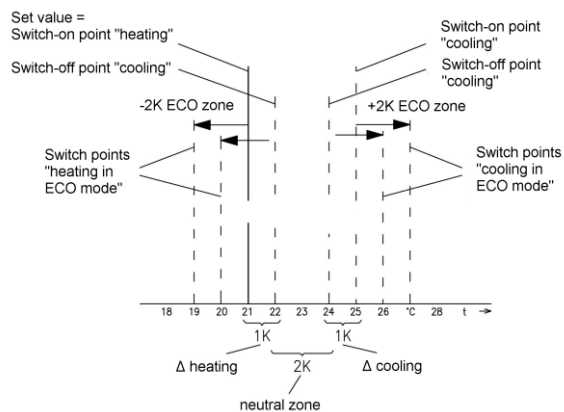 Set value =
Switch-on point "heating"
Switch-off point "cooling"
Switch-on point
"cooling"
Switch-off point
"cooling"
-2K ECO zone
+2K ECO zone
Switch points
"heating in
ECO mode"
Switch points
"cooling in
ECO mode"
18 19 20 21 22 23 24 25 26 °C 28 t
1K 1K
Δ heating 2K Δ cooling
neutral zone